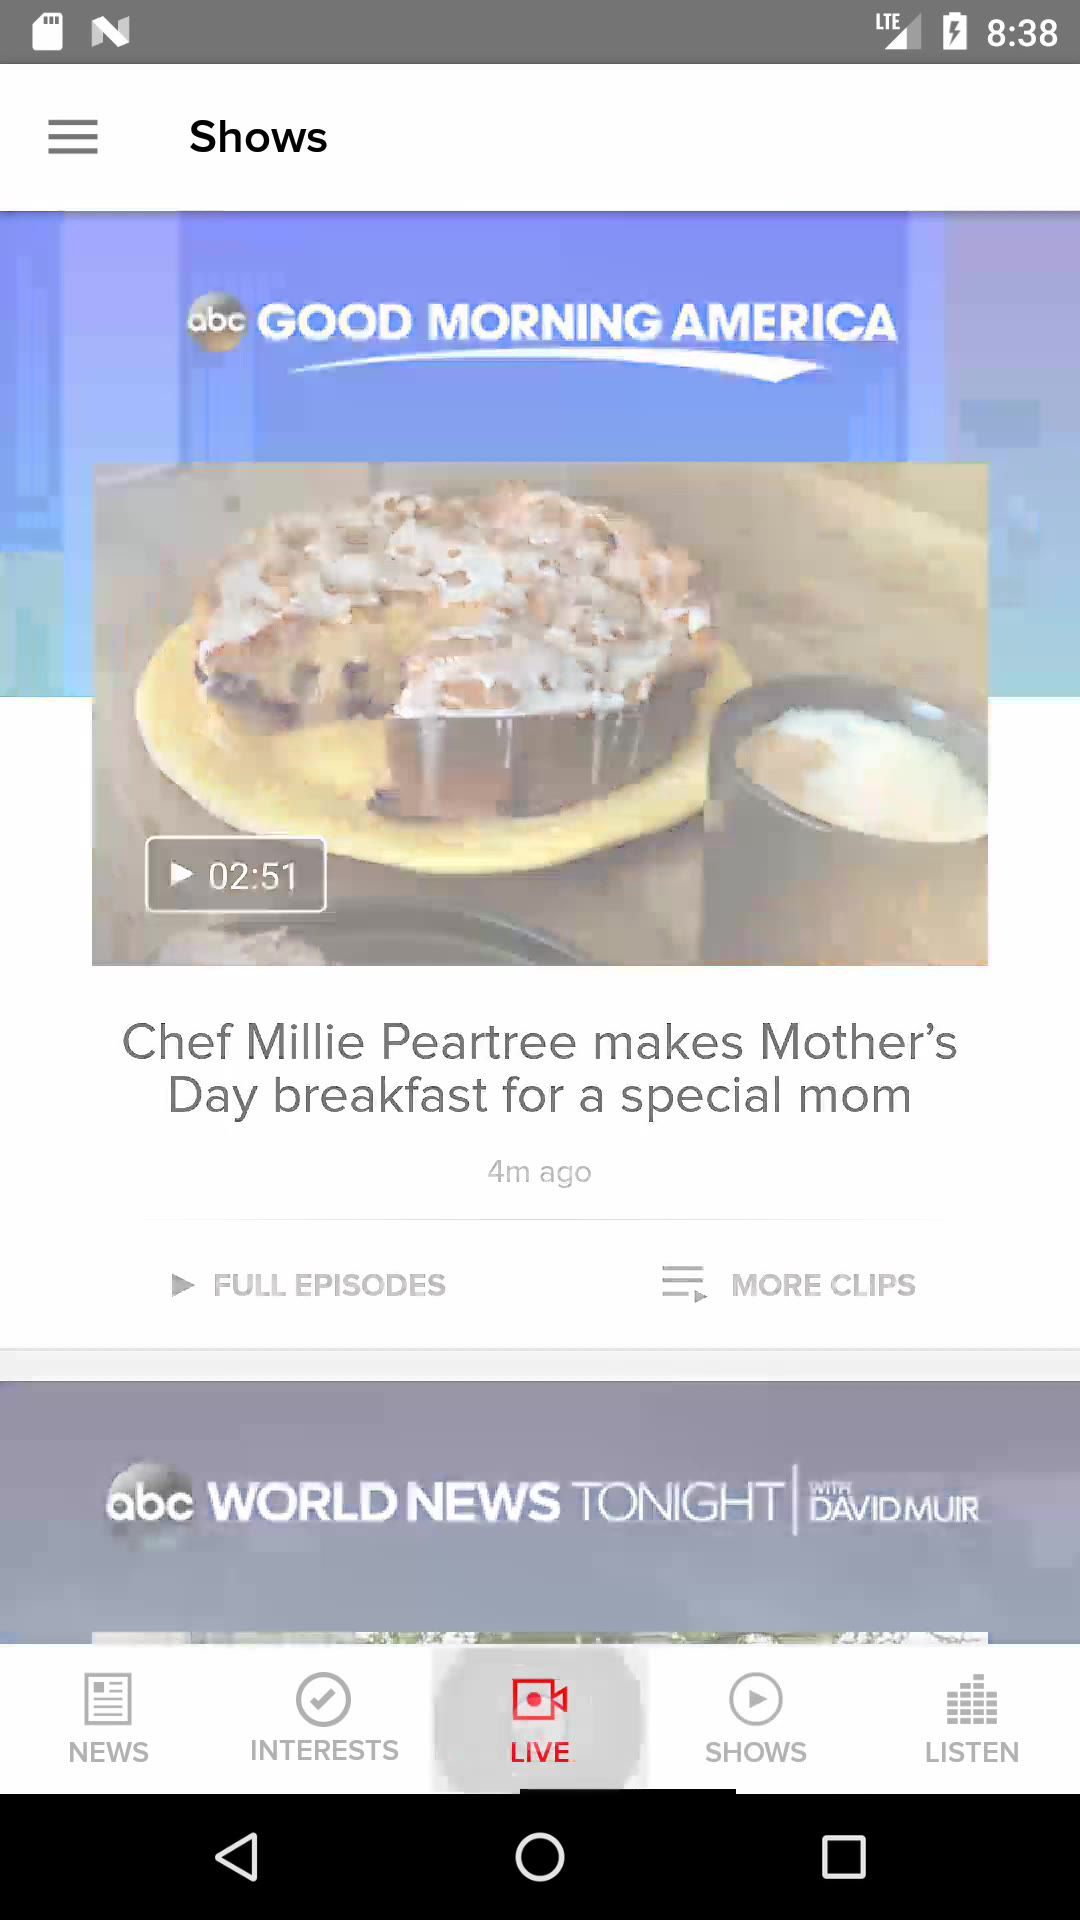 LTE 8:38
Shows
abc GOOD MORNING AMERICA
02:51
Chef Millie Peartree makes Mother’s
Day breakfast for a special mom
4m ago
FULL EPISODES MORE CLIPS
abc WORLD NEWS TONIGHT WITH DAVID MUIR
NEWS INTERESTS LIVE SHOWS LISTEN